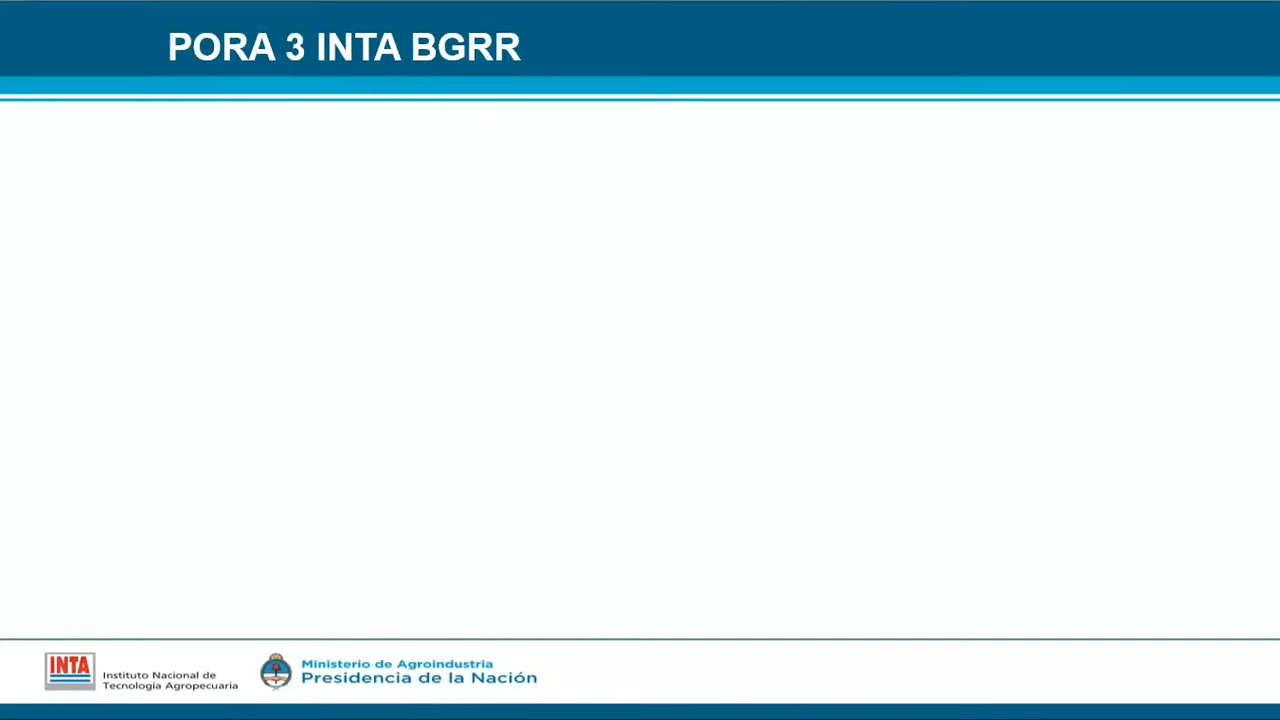 PORA 3 INTA BGRR
INTA
Instituto Nacional de
Tecnología Agropecuaria
Ministerio de Agroindustria
Presidencia de la Nación